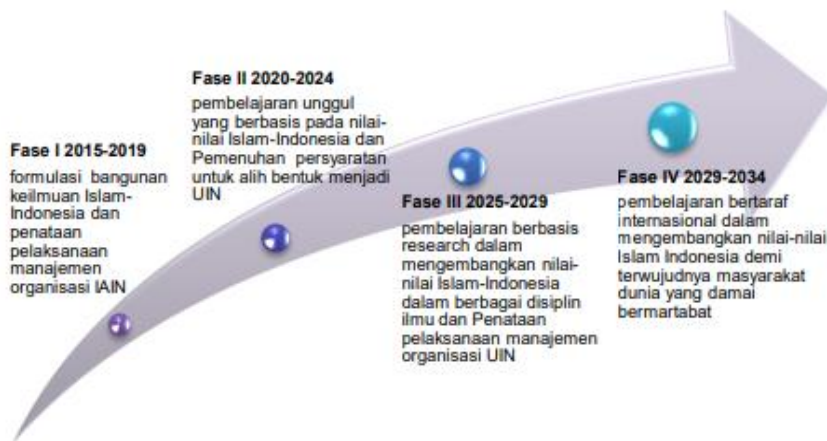 Fase I 2015-2019
formulasi bangunan
keilmuan Islam-
Indonesia dan
penataan
pelaksanaan
manajemen
organisasi IAIN
Fase II 2020-2024
pembelajaran unggul
yang berbasis pada nilai-
nilai Islam-Indonesia dan
Pemenuhan persyaratan
untuk alih bentuk menjadi
UIN
Fase III 2025-2029
pembelajaran berbasis
research dalam
mengembangkan nilai-
nilai Islam-Indonesia
dalam berbagai disiplin
ilmu dan Penataan
pelaksanaan manajemen
organisasi UIN
Fase IV 2029-2034
pembelajaran bertaraf
internasional dalam
mengembangkan nilai-nilai
Islam Indonesia demi
terwujudnya masyarakat
dunia yang damai
bermartabat